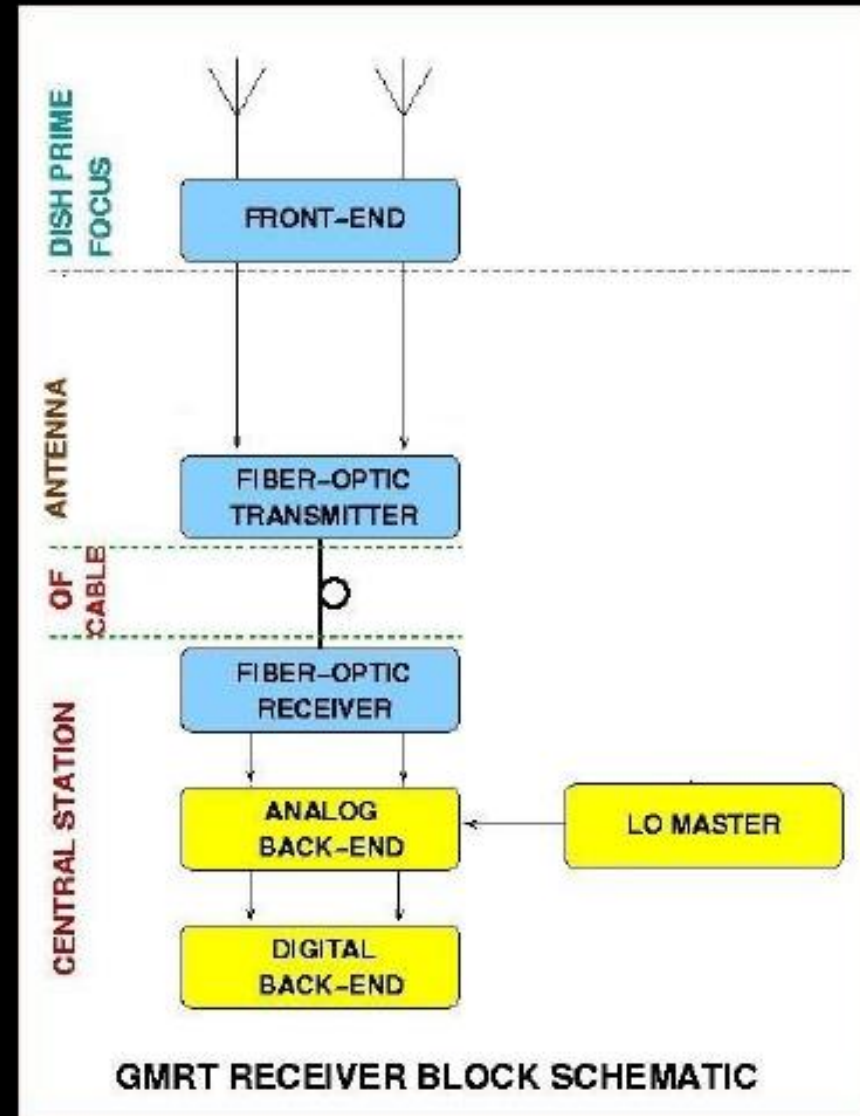 DISH PRIME
FOCUS
FRONT-END
ANTENNA
FIBER-OPTIC
TRANSMITTER
OF
CABLE
FIBER-OPTIC
RECEIVER
CENTRAL STATION
ANALOG
BACK-END
LO MASTER
DIGITAL
BACK-END
GMRT RECEIVER BLOCK SCHEMATIC